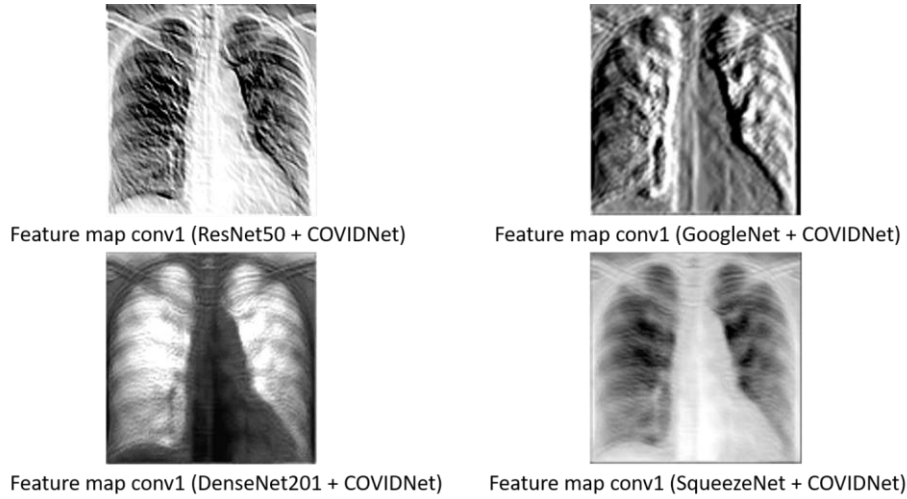 Feature map conv1 (ResNet50 + COVIDNet)
Feature map conv1 (GoogleNet + COVIDNet)
Feature map conv1 (DenseNet201 + COVIDNet)
Feature map conv1 (SqueezeNet + COVIDNet)